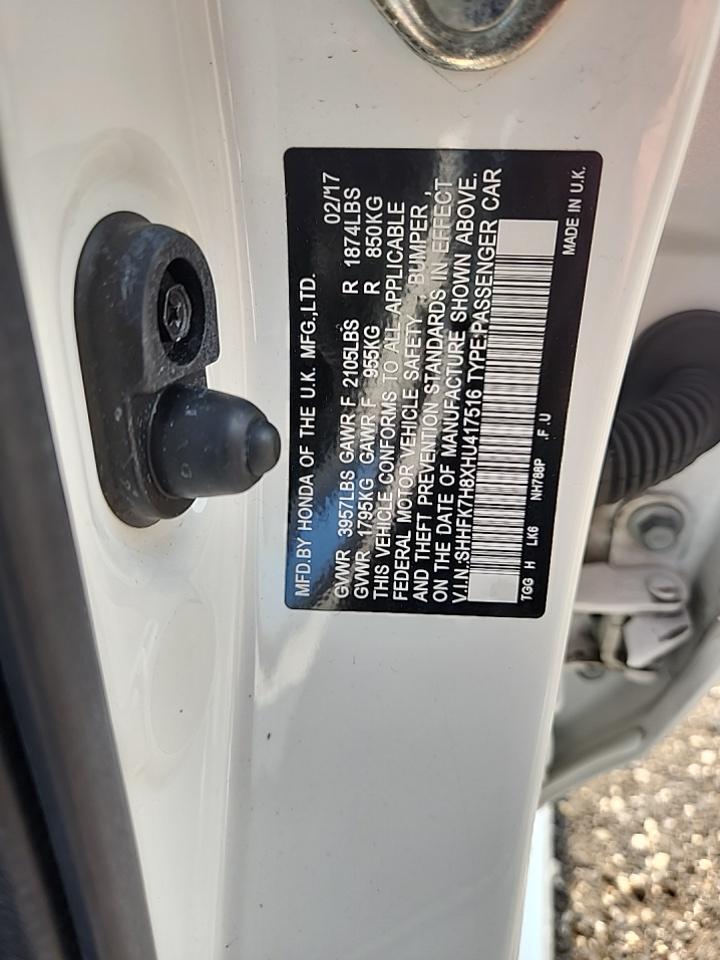 MFD.BY HONDA OF THE U.K. MFG.,LTD. 02/17
GVWR 3957LBS GAWR F 2105LBS R 1874LBS
GVWR 1795KG GAWR F 955KG R 850KG
THIS VEHICLE CONFORMS TO ALL APPLICABLE
FEDERAL MOTOR VEHICLE SAFETY , BUMPER ,
AND THEFT PREVENTION STANDARDS IN EFFECT
ON THE DATE OF MANUFACTURE SHOWN ABOVE.
V.I.N.:SHHFK7H8XHU417516 TYPE:PASSENGER CAR
TGG H LK6 NH788P ,F ,U MADE IN U.K.